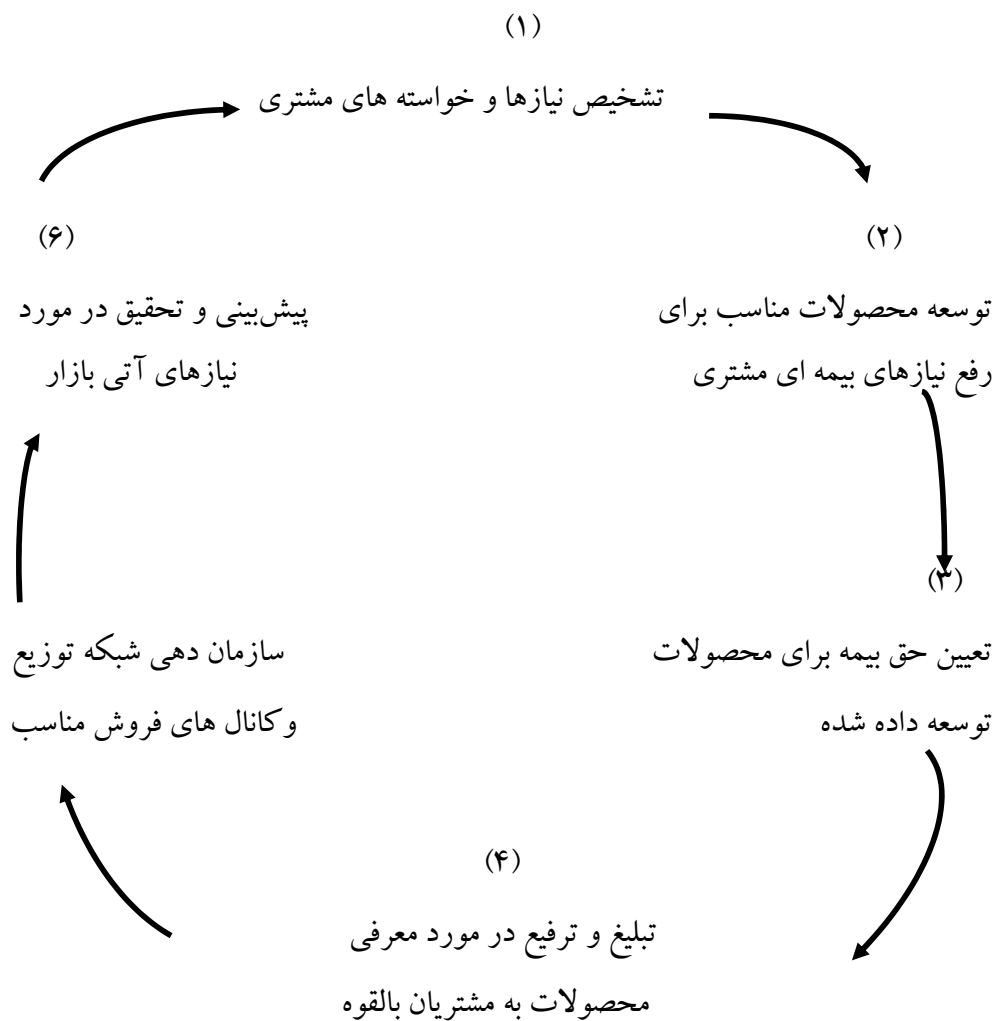 (۱)
تشخیص نیازها و خواسته های مشتری
(۲)
توسعه محصولات مناسب برای
رفع نیازهای بیمه ای مشتری
(۳)
تعیین حق بیمه برای محصولات
توسعه داده شده
(۴)
تبلیغ و ترفیع در مورد معرفی
محصولات به مشتریان بالقوه
سازمان دهی شبکه توزیع
وکانال های فروش مناسب
(۶)
پیش‌بینی و تحقیق در مورد
نیازهای آتی بازار